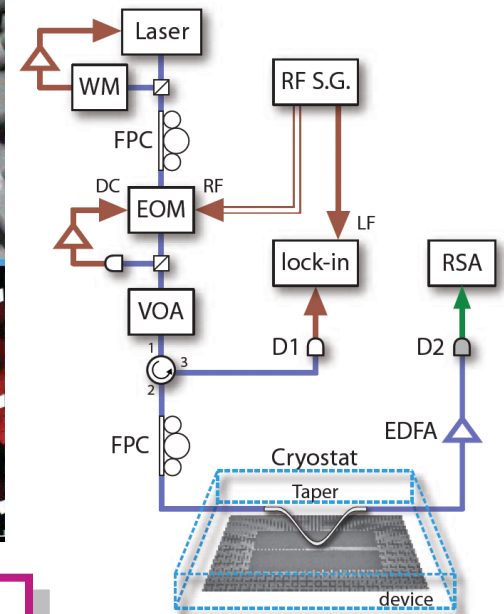 Laser
WM
RF S.G.
FPC
DC
RF
EOM
LF
lock-in
RSA
VOA
1
3
2
D1
D2
FPC
EDFA
Cryostat
Taper
device